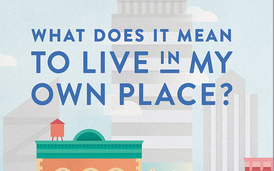 WHAT DOES IT MEAN
TO LIVE IN MY
OWN PLACE?